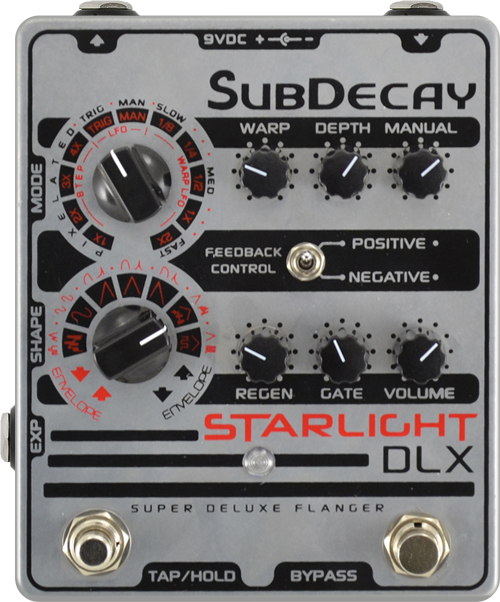 9VDC + -
SUBDECAY
WARP DEPTH MANUAL
MODE
TRIG MAN SLOW MED FAST
PIXELATED
TRIG MAN 1/8 1/4 1/2 1X 2X
4X 3X 2X 1X
LFO
STEP
WARP LFO
FEEDBACK
CONTROL
POSITIVE
NEGATIVE
SHAPE
ENVELOPE
ENVELOPE
REGEN GATE VOLUME
EXP
STARLIGHT
DLX
SUPER DELUXE FLANGER
TAP/HOLD BYPASS